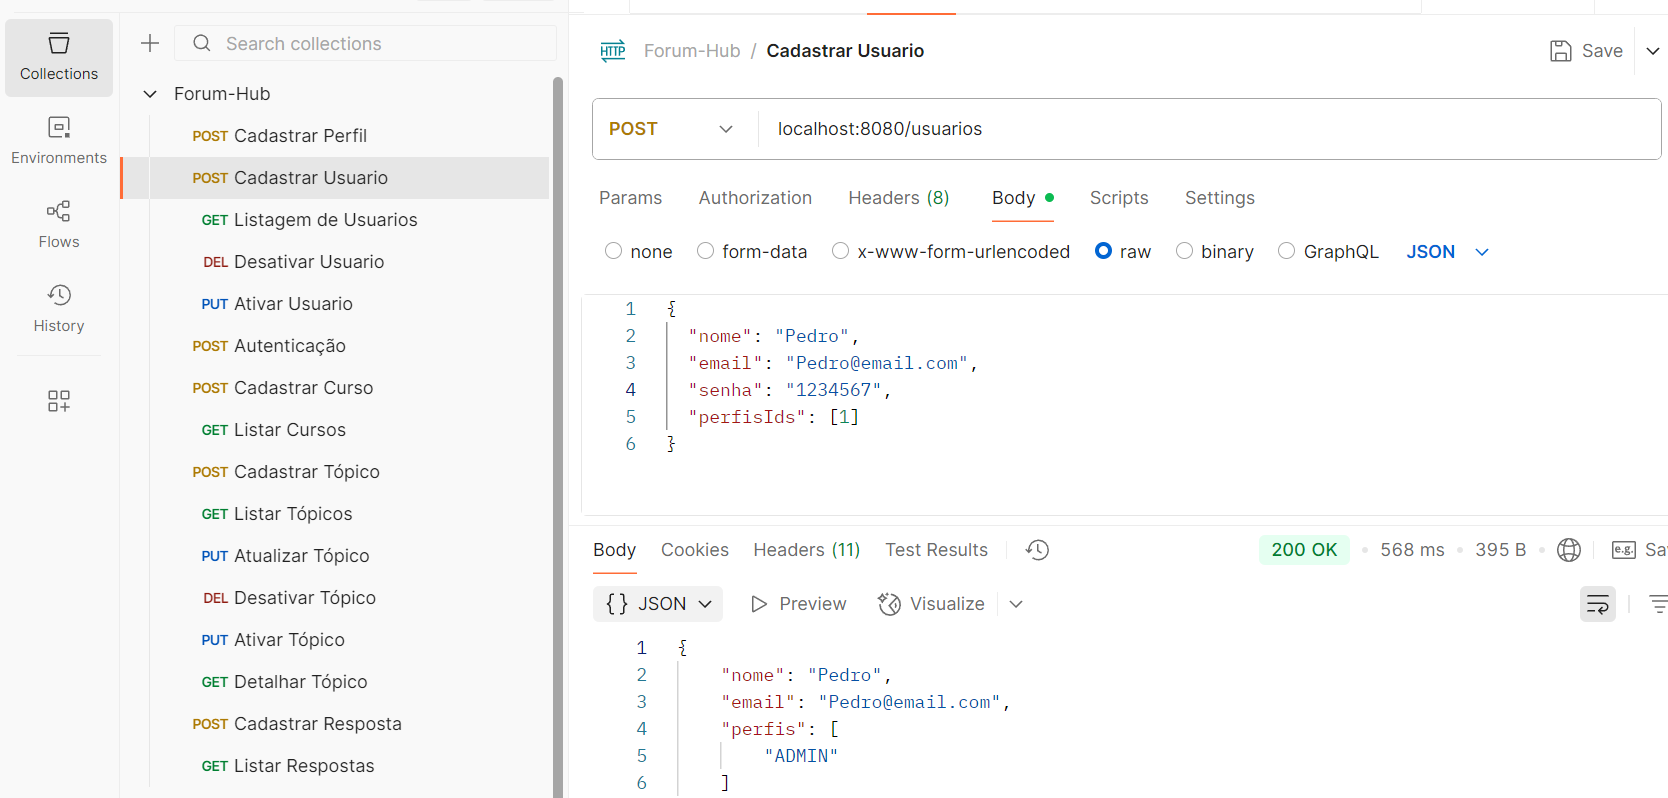 Collections
Environments
Flows
History
Search collections
Forum-Hub
POST Cadastrar Perfil
POST Cadastrar Usuario
GET Listagem de Usuarios
DEL Desativar Usuario
PUT Ativar Usuario
POST Autenticação
POST Cadastrar Curso
GET Listar Cursos
POST Cadastrar Tópico
GET Listar Tópicos
PUT Atualizar Tópico
DEL Desativar Tópico
PUT Ativar Tópico
GET Detalhar Tópico
POST Cadastrar Resposta
GET Listar Respostas
HTTP Forum-Hub / Cadastrar Usuario
Save
POST localhost:8080/usuarios
Params Authorization Headers (8) Body Scripts Settings
none form-data x-www-form-urlencoded raw binary GraphQL JSON
1 {
2 "nome": "Pedro",
3 "email": "Pedro@email.com",
4 "senha": "1234567",
5 "perfisIds": [1]
6 }
Body Cookies Headers (11) Test Results
200 OK 568 ms 395 B e.g. Sa
{} JSON Preview Visualize
1 {
2 "nome": "Pedro",
3 "email": "Pedro@email.com",
4 "perfis": [
5 "ADMIN"
6 ]